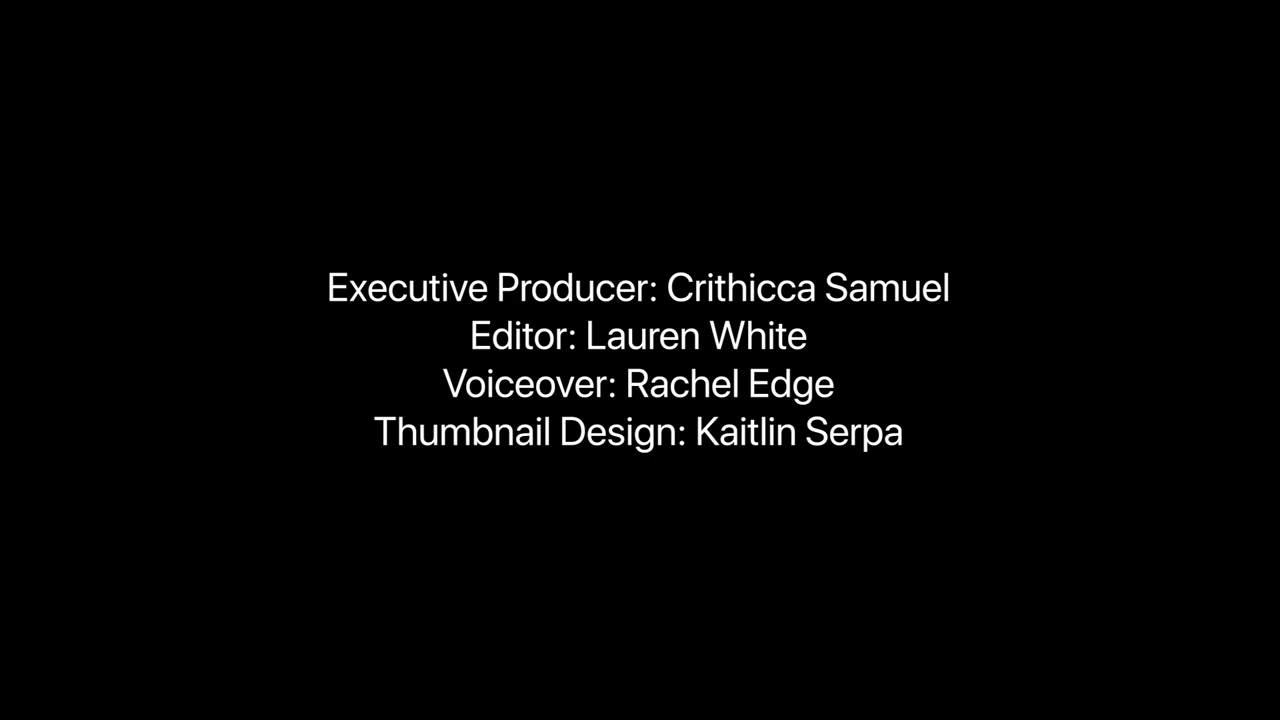 Executive Producer: Crithicca Samuel
Editor: Lauren White
Voiceover: Rachel Edge
Thumbnail Design: Kaitlin Serpa